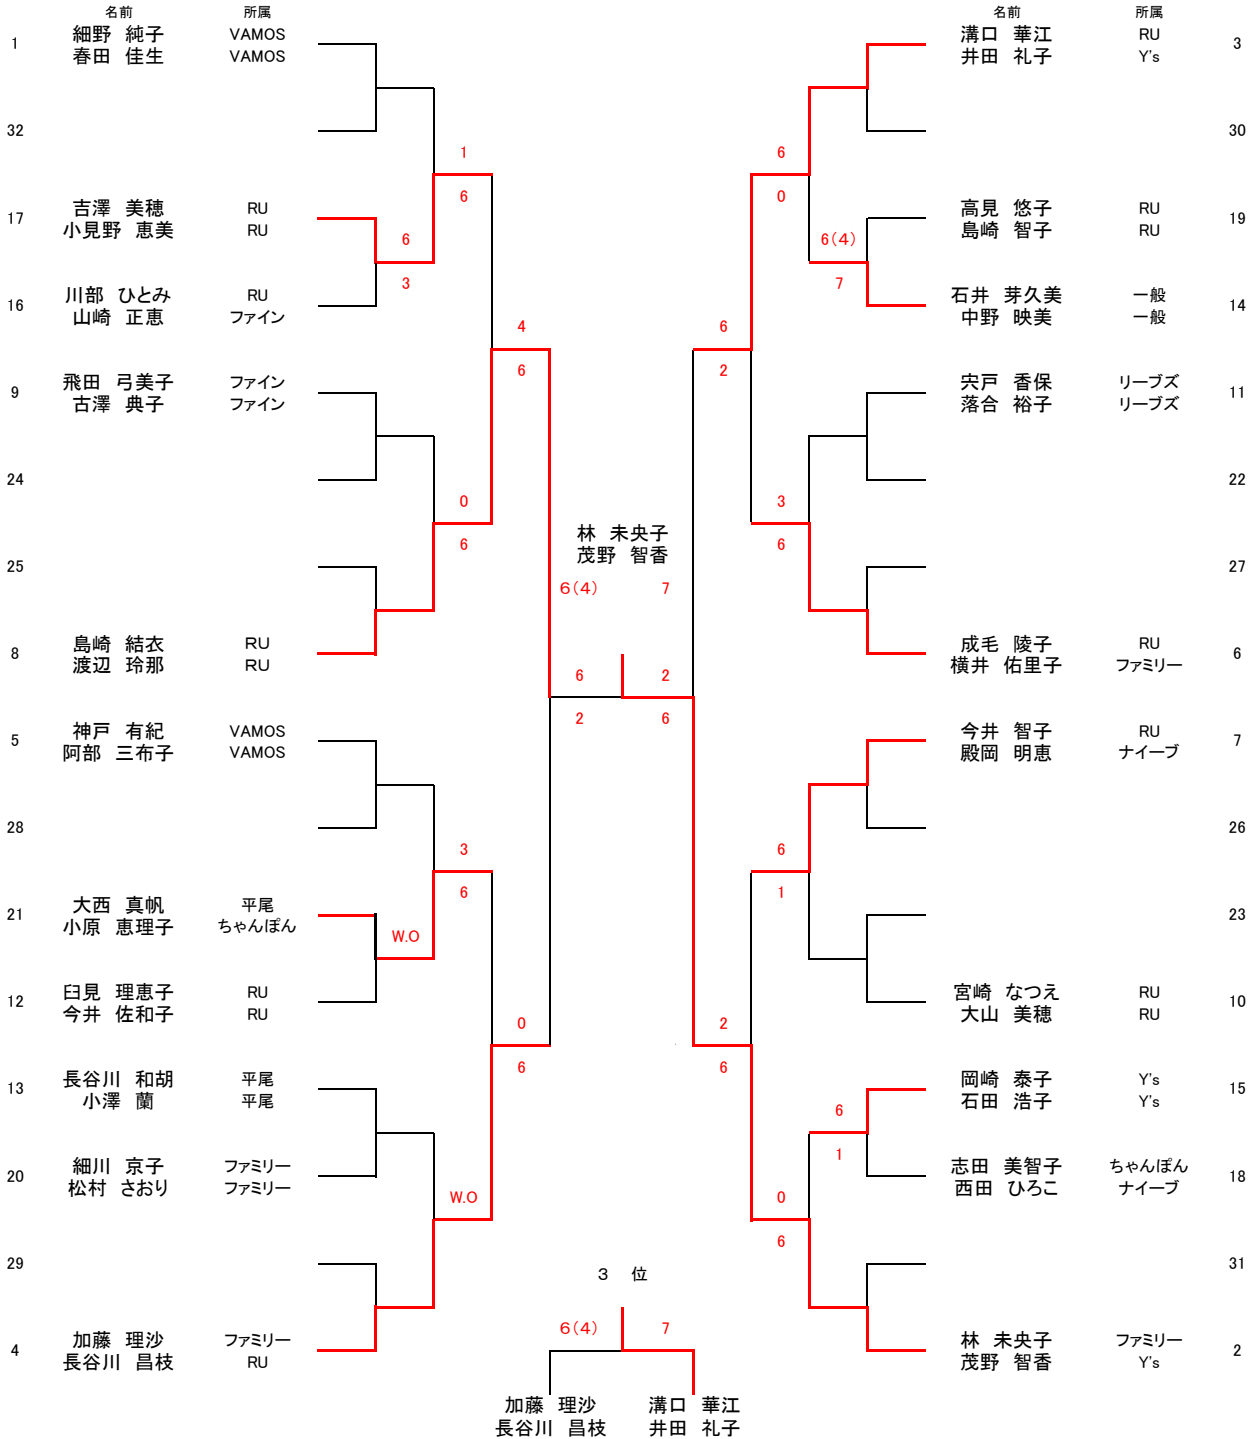 名前 所属
1 細野 純子 VAMOS
春田 佳生 VAMOS
32
1
6
17 吉澤 美穂 RU
小見野 恵美 RU
6
3
16 川部 ひとみ RU
山崎 正恵 ファイン
4
6
9 飛田 弓美子 ファイン
古澤 典子 ファイン
24
0
6
25
8 島崎 結衣 RU
渡辺 玲那 RU
6
2
5 神戸 有紀 VAMOS
阿部 三布子 VAMOS
28
3
6
21 大西 真帆 平尾
小原 恵理子 ちゃんぽん
W.O
12 臼見 理恵子 RU
今井 佐和子 RU
0
6
13 長谷川 和胡 平尾
小澤 蘭 平尾
20 細川 京子 ファミリー
松村 さおり ファミリー
W.O
29
4 加藤 理沙 ファミリー
長谷川 昌枝 RU
林 未央子
茂野 智香
6(4) 7
名前 所属
溝口 華江 RU 3
井田 礼子 Y's
30
6
0
高見 悠子 RU 19
島崎 智子 RU
6(4)
7
石井 芽久美 一般 14
中野 映美 一般
6
2
宍戸 香保 リーブズ 11
落合 裕子 リーブズ
22
3
6
27
成毛 陵子 RU 6
横井 佑里子 ファミリー
2
6
今井 智子 RU 7
殿岡 明恵 ナイーブ
26
6
1
23
宮崎 なつえ RU 10
大山 美穂 RU
2
6
岡崎 泰子 Y's 15
石田 浩子 Y's
6
1
志田 美智子 ちゃんぽん 18
西田 ひろこ ナイーブ
0
6
31
林 未央子 ファミリー 2
茂野 智香 Y's
3 位
6(4) 7
加藤 理沙 溝口 華江
長谷川 昌枝 井田 礼子